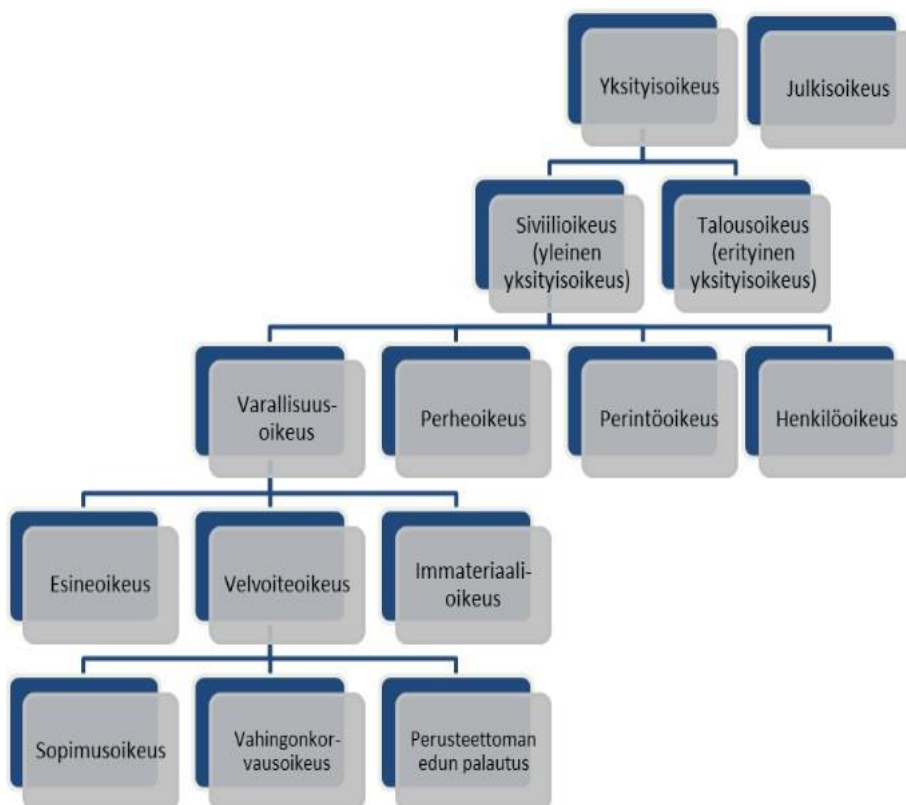 Yksityisoikeus
Julkisoikeus
Siviilioikeus
(yleinen
yksityisoikeus)
Talousoikeus
(erityinen
yksityisoikeus)
Varallisuus-
oikeus
Perheoikeus
Perintöoikeus
Henkilöoikeus
Esineoikeus
Velvoiteoikeus
Immateriaali-
oikeus
Sopimusoikeus
Vahingonkor-
vausoikeus
Perusteettoman
edun palautus